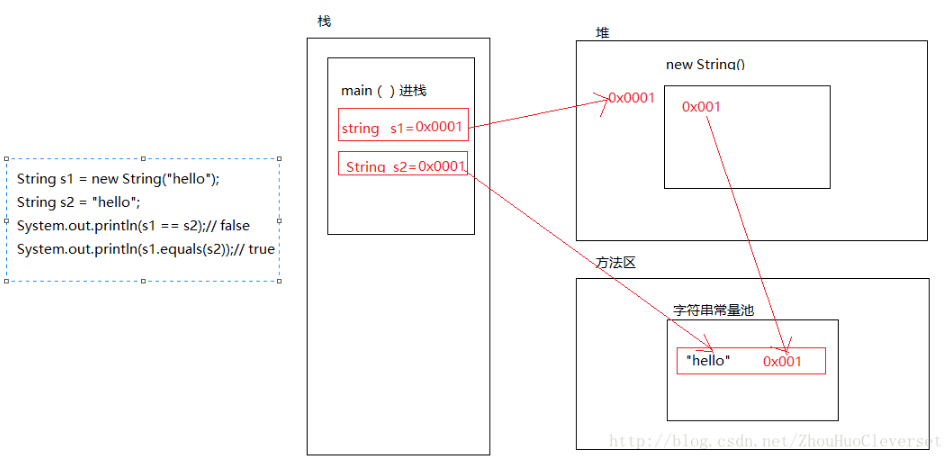 栈
堆
new String()
main ( ) 进栈
0x0001
0x001
string s1=0x0001
String s2=0x0001
String s1 = new String("hello");
String s2 = "hello";
System.out.println(s1 == s2);// false
System.out.println(s1.equals(s2));// true
方法区
字符串常量池
"hello" 0x001
http://blog.csdn.net/ZhouHuoCleverset